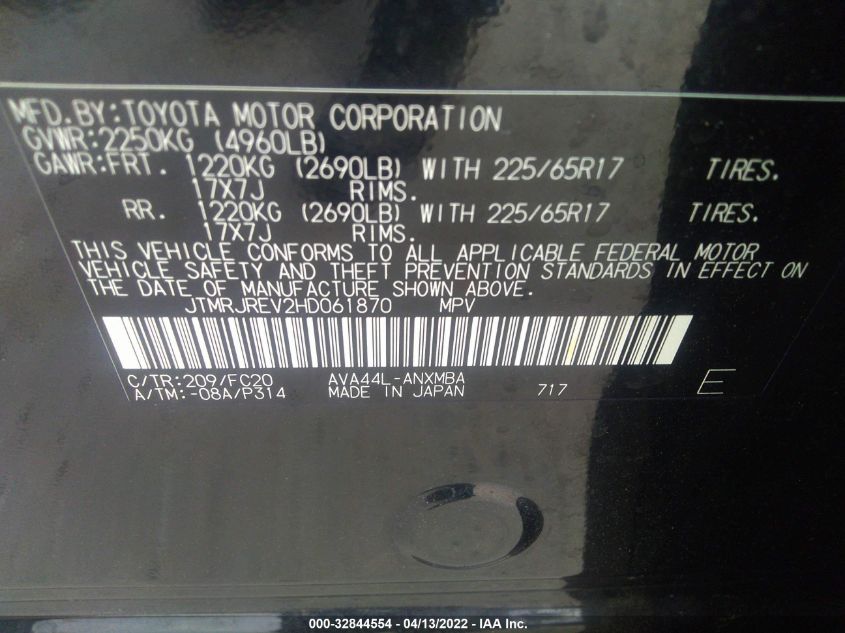 MFD.BY:TOYOTA MOTOR CORPORATION
GVWR:2250KG (4960LB)
GAWR:FRT. 1220KG (2690LB) WITH 225/65R17 TIRES.
17X7J RIMS.
RR. 1220KG (2690LB) WITH 225/65R17 TIRES.
17X7J RIMS.
THIS VEHICLE CONFORMS TO ALL APPLICABLE FEDERAL MOTOR
VEHICLE SAFETY AND THEFT PREVENTION STANDARDS IN EFFECT ON
THE DATE OF MANUFACTURE SHOWN ABOVE.
JTMRJREV2HD061870 MPV
C/TR:209/FC20 AVA44L-ANXMBA
A/TM:-08A/P314 MADE IN JAPAN 717 E
000-32844554 - 04/13/2022 - IAA Inc.